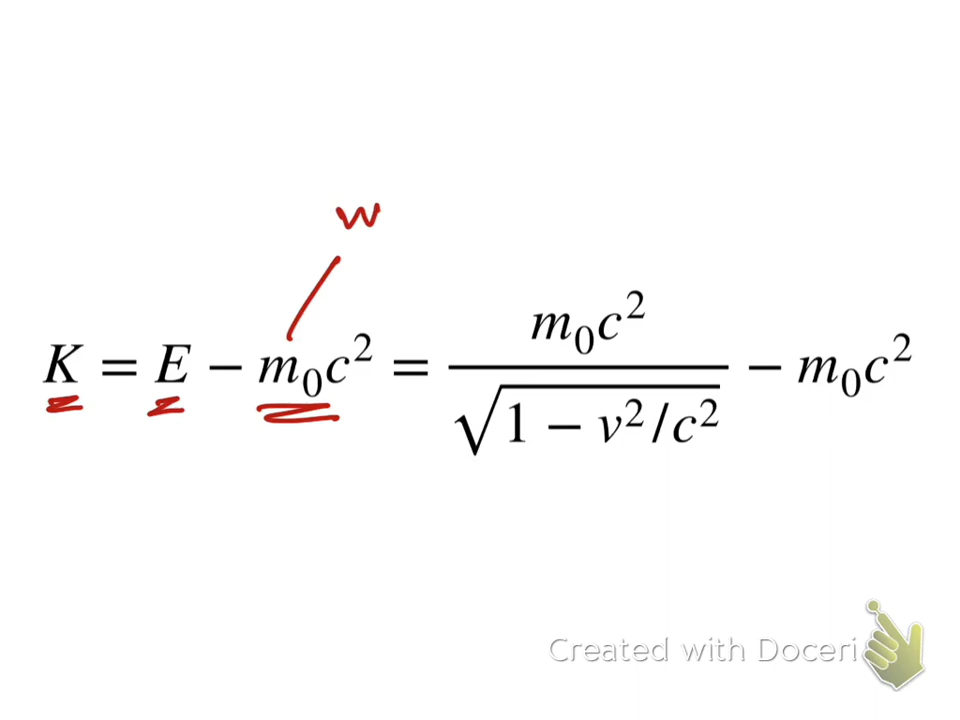 w
K = E − m₀c² = m₀c² / √(1 − v²/c²) − m₀c²
Created with Doceri